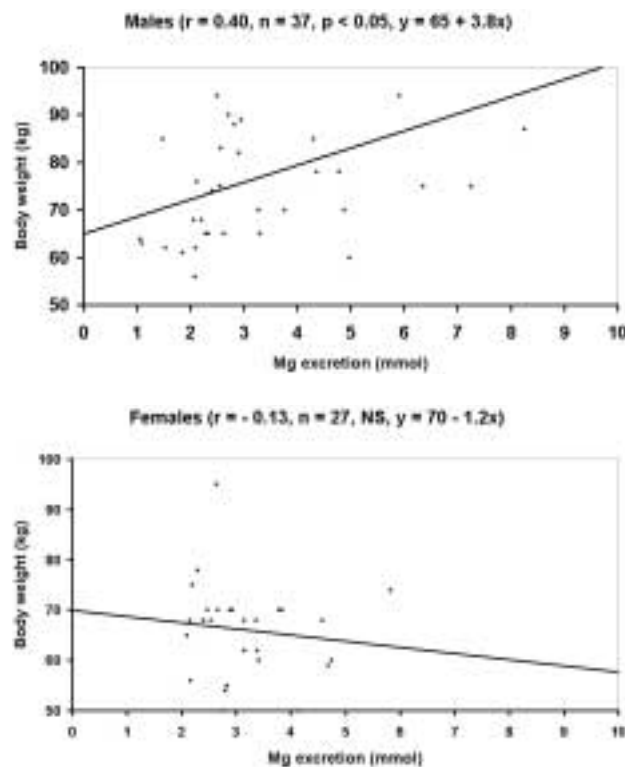 Males (r = 0.40, n = 37, p < 0.05, y = 65 + 3.8x)
100
90
80
70
60
50
Body weight (kg)
0 1 2 3 4 5 6 7 8 9 10
Mg excretion (mmol)
Females (r = - 0.13, n = 27, NS, y = 70 - 1.2x)
100
90
80
70
60
50
Body weight (kg)
0 1 2 3 4 5 6 7 8 9 10
Mg excretion (mmol)